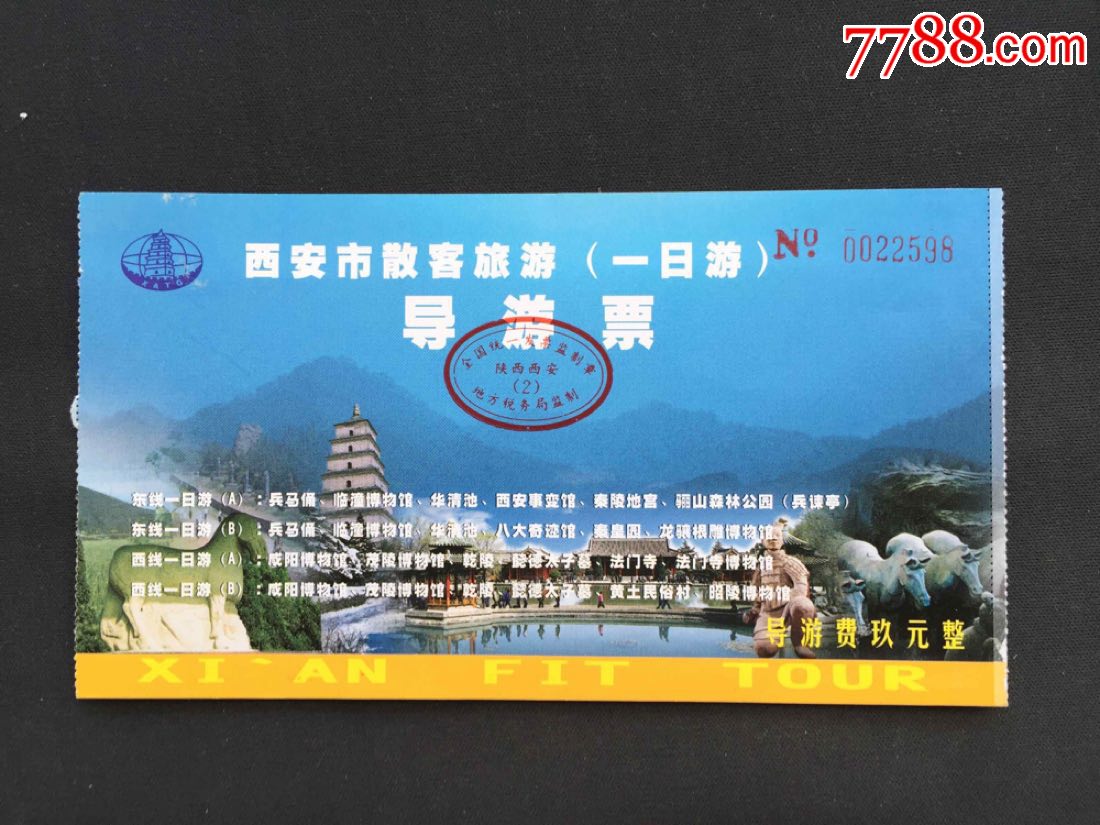 7788.com
西安市散客旅游（一日游）
Nº 0022598
导游票
全国统一发票监制章
陕西西安
(2)
地方税务局监制
XATG
东线一日游（A）：兵马俑、临潼博物馆、华清池、西安事变馆、秦陵地宫、骊山森林公园（兵谏亭）
东线一日游（B）：兵马俑、临潼博物馆、华清池、八大奇迹馆、秦皇园、龙骧根雕博物馆
西线一日游（A）：咸阳博物馆、茂陵博物馆、乾陵、懿德太子墓、法门寺、法门寺博物馆
西线一日游（B）：咸阳博物馆、茂陵博物馆、乾陵、懿德太子墓、黄土民俗村、昭陵博物馆
导游费玖元整
XI`AN FIT TOUR